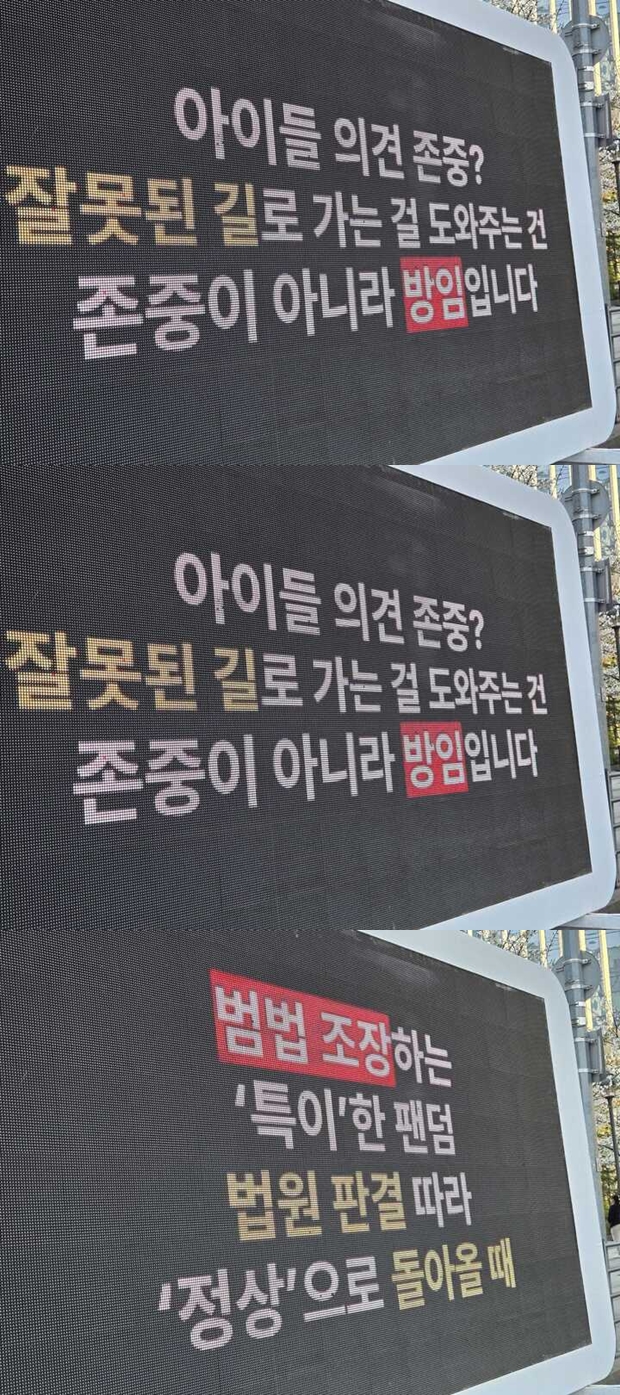 아이들 의견 존중?
잘못된 길로 가는 걸 도와주는 건
존중이 아니라 방임입니다
아이들 의견 존중?
잘못된 길로 가는 걸 도와주는 건
존중이 아니라 방임입니다
범법 조장하는
'특이'한 팬덤
법원 판결 따라
'정상'으로 돌아올 때